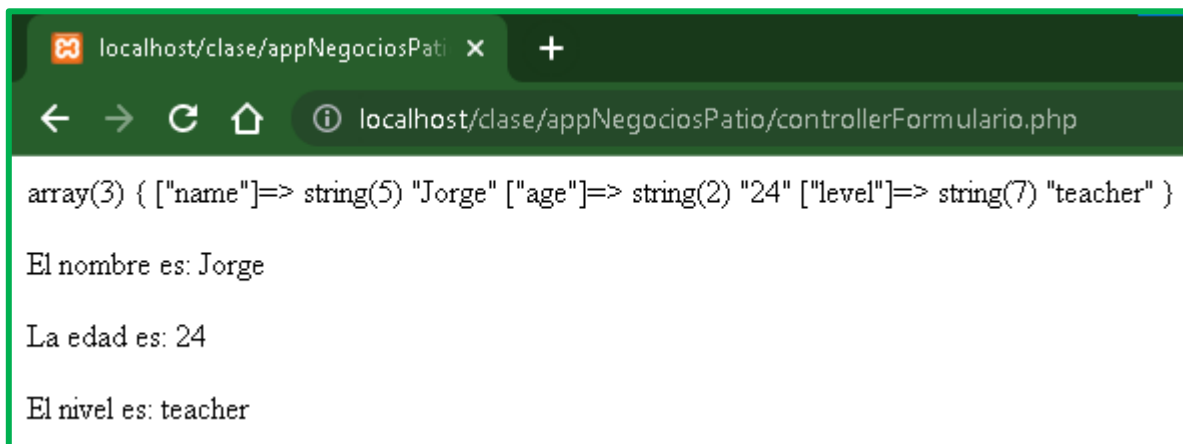 localhost/clase/appNegociosPati
localhost/clase/appNegociosPatio/controllerFormulario.php
array(3) { ["name"]=> string(5) "Jorge" ["age"]=> string(2) "24" ["level"]=> string(7) "teacher" }
El nombre es: Jorge
La edad es: 24
El nivel es: teacher